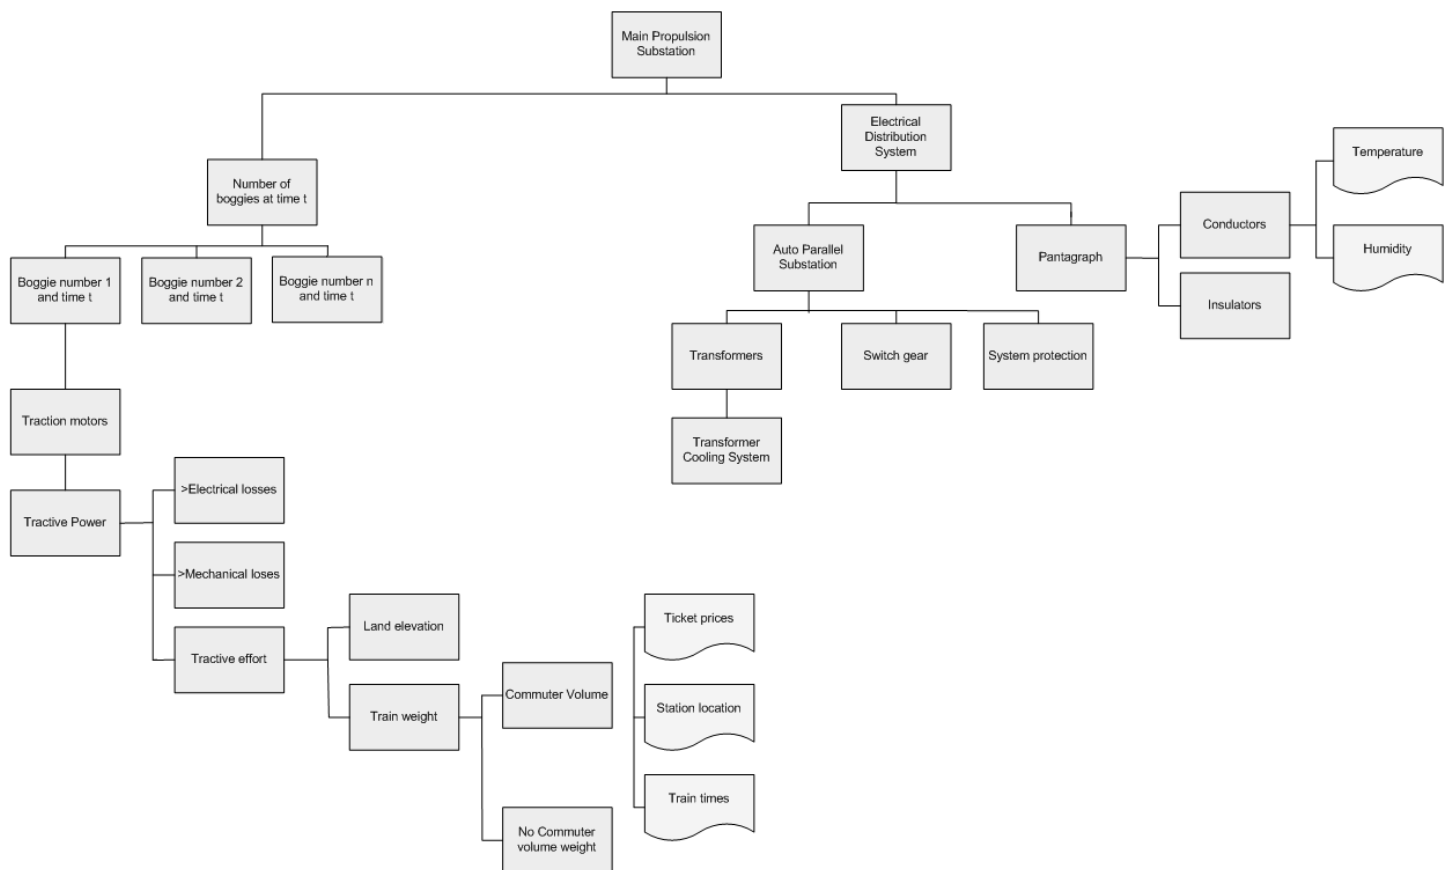 Main Propulsion
Substation
Electrical
Distribution
System
Temperature
Number of
boggies at time t
Conductors
Auto Parallel
Substation
Pantagraph
Humidity
Boggie number 1
and time t
Boggie number 2
and time t
Boggie number n
and time t
Insulators
Transformers
Switch gear
System protection
Traction motors
Transformer
Cooling System
>Electrical losses
Tractive Power
>Mechanical loses
Ticket prices
Land elevation
Tractive effort
Commuter Volume
Station location
Train weight
Train times
No Commuter
volume weight